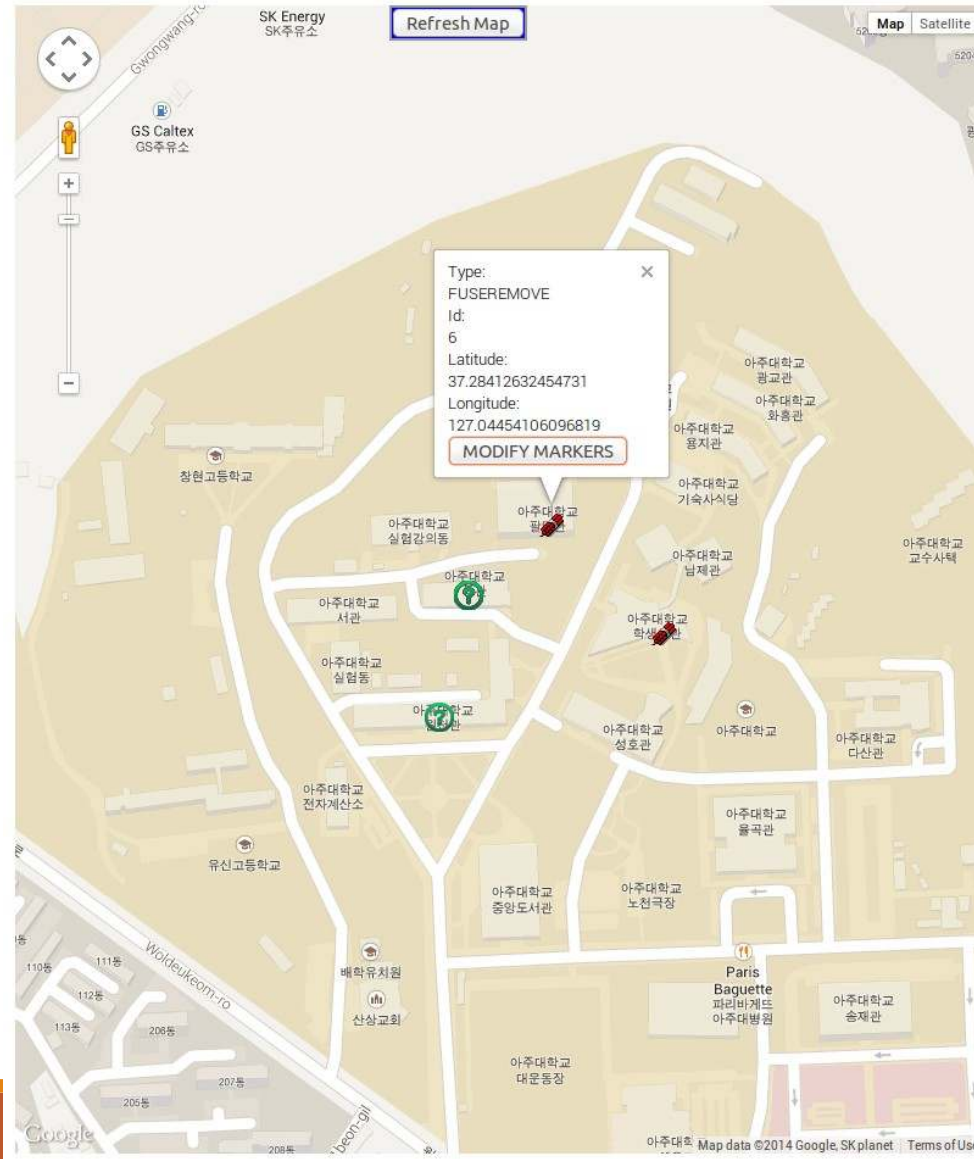 SK Energy
SK주유소
Refresh Map
Map
Satellite
Gwongwang-ro
GS Caltex
GS주유소
Type:
FUSEREMOVE
Id:
6
Latitude:
37.28412632454731
Longitude:
127.04454106096819
MODIFY MARKERS
아주대학교
광교관
아주대학교
화홍관
아주대학교
용지관
창현고등학교
아주대학교
기숙사식당
아주대학교
아주대학교
실험강의동
아주대학교
교수사택
아주대학교
남제관
아주대학교
아주대학교
서관
아주대학교
아주대학교
실험동
아주대학교
성호관
아주대학교
아주대학교
다산관
아주대학교
전자계산소
아주대학교
율곡관
유신고등학교
아주대학교
중앙도서관
아주대학교
노천극장
Woldeukeom-ro
배학유치원
산상교회
Paris
Baguette
파리바게뜨
아주대병원
아주대학교
송재관
110동
111동
112동
113동
206동
207동
205동
208동
beon-gil
아주대학교
대운동장
Google
아주대학
Map data ©2014 Google, SK planet
Terms of Use